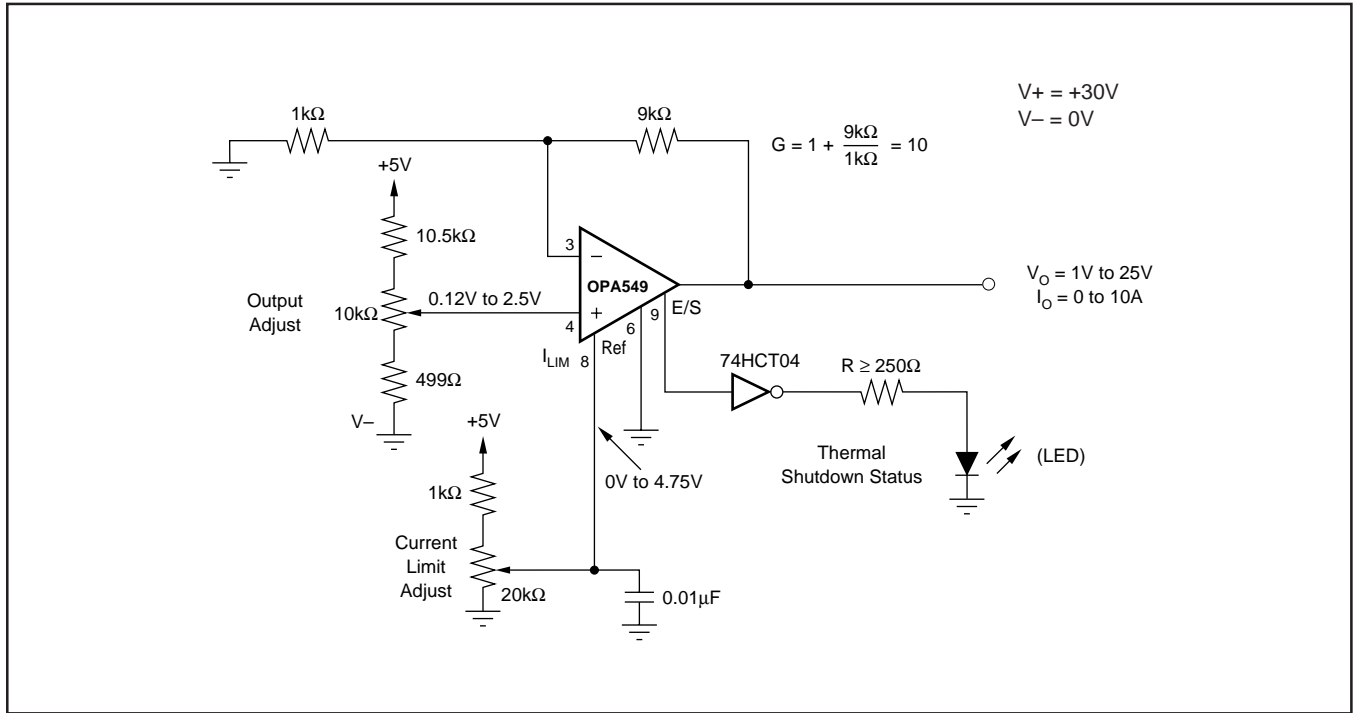 V+ = +30V
V– = 0V
1kΩ
9kΩ
G = 1 + 9kΩ/1kΩ = 10
+5V
10.5kΩ
Output
Adjust
10kΩ
0.12V to 2.5V
499Ω
V–
3
–
OPA549
+
4
9
E/S
6
Ref
I_LIM 8
V_O = 1V to 25V
I_O = 0 to 10A
74HCT04
R ≥ 250Ω
Thermal
Shutdown Status
(LED)
0V to 4.75V
+5V
1kΩ
Current
Limit
Adjust
20kΩ
0.01µF